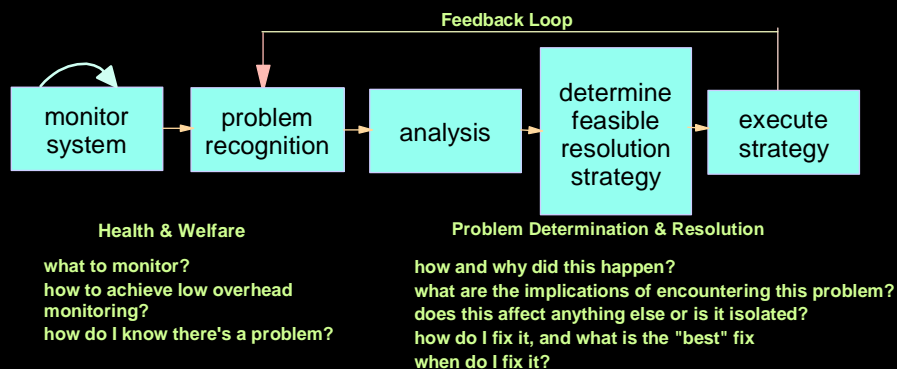 Feedback Loop
monitor
system
problem
recognition
analysis
determine
feasible
resolution
strategy
execute
strategy
Health & Welfare
what to monitor?
how to achieve low overhead
monitoring?
how do I know there's a problem?
Problem Determination & Resolution
how and why did this happen?
what are the implications of encountering this problem?
does this affect anything else or is it isolated?
how do I fix it, and what is the "best" fix
when do I fix it?